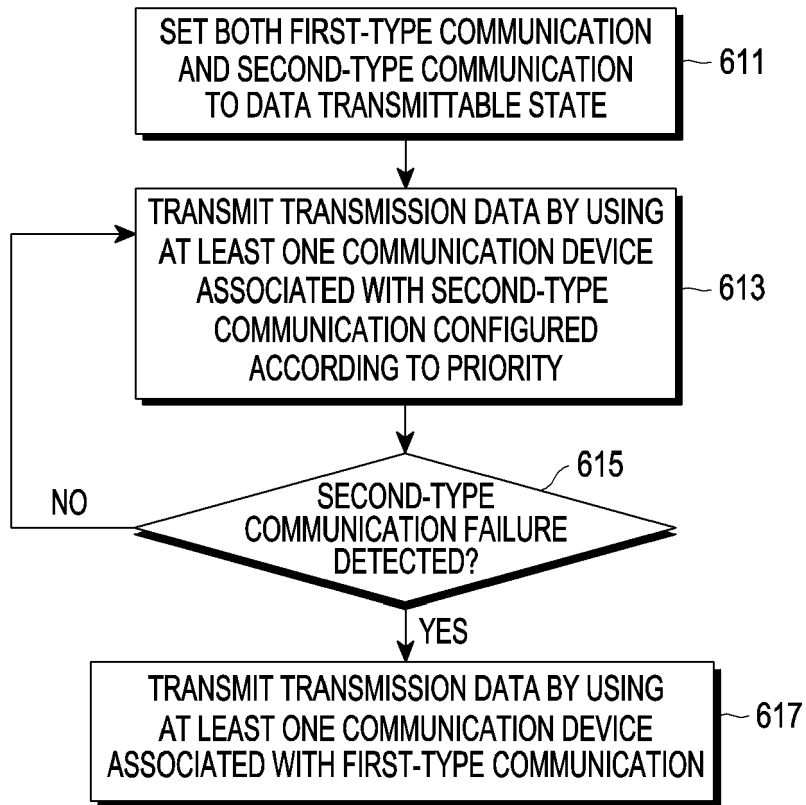 SET BOTH FIRST-TYPE COMMUNICATION
AND SECOND-TYPE COMMUNICATION
TO DATA TRANSMITTABLE STATE
611
TRANSMIT TRANSMISSION DATA BY USING
AT LEAST ONE COMMUNICATION DEVICE
ASSOCIATED WITH SECOND-TYPE
COMMUNICATION CONFIGURED
ACCORDING TO PRIORITY
613
615
SECOND-TYPE
COMMUNICATION FAILURE
DETECTED?
NO
YES
TRANSMIT TRANSMISSION DATA BY USING
AT LEAST ONE COMMUNICATION DEVICE
ASSOCIATED WITH FIRST-TYPE COMMUNICATION
617